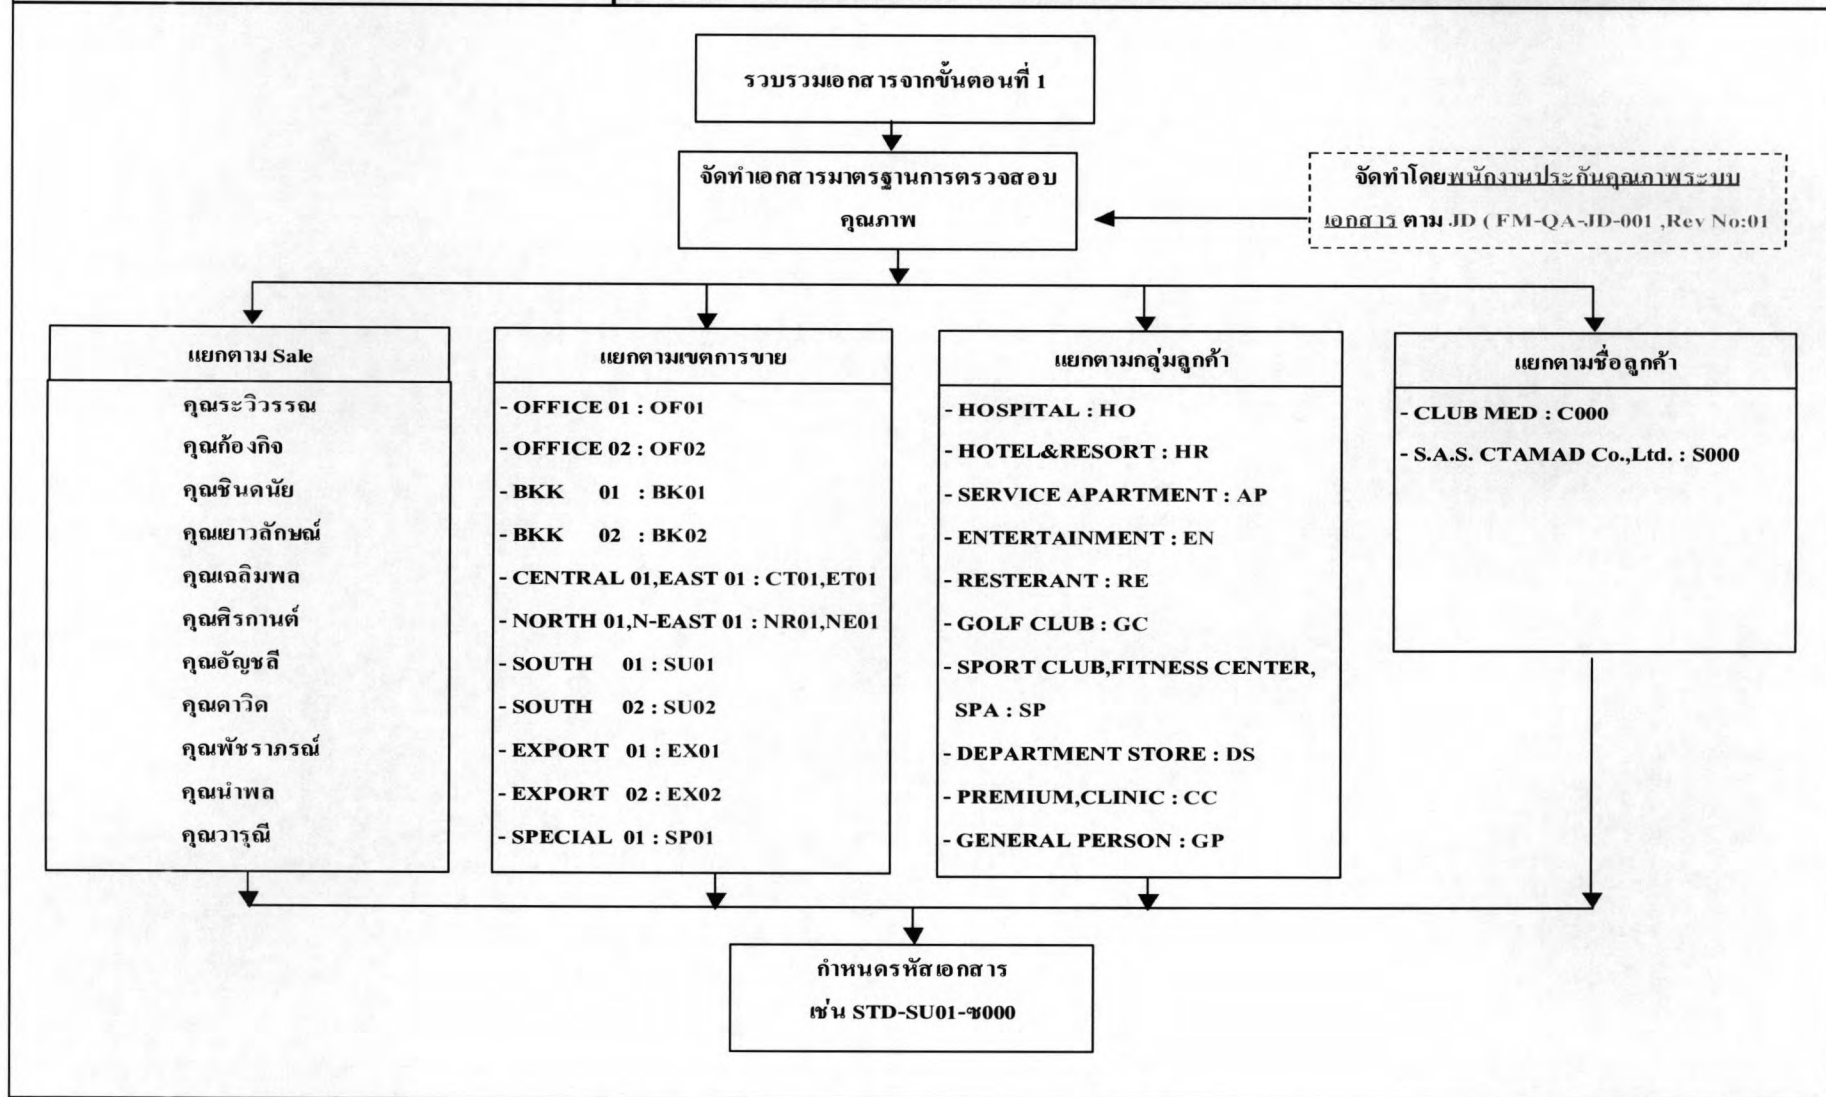 รวบรวมเอกสารจากขั้นตอนที่ 1
จัดทำเอกสารมาตรฐานการตรวจสอบ
คุณภาพ
จัดทำโดยพนักงานประกันคุณภาพระบบ
เอกสาร ตาม JD ( FM-QA-JD-001 ,Rev No:01
แยกตาม Sale
คุณระวิวรรณ
คุณก้องกิจ
คุณชินดนัย
คุณเยาวลักษณ์
คุณเฉลิมพล
คุณศิรกานต์
คุณอัญชลี
คุณดาวิด
คุณพัชราภรณ์
คุณนำพล
คุณวารุณี
แยกตามเขตการขาย
- OFFICE 01 : OF01
- OFFICE 02 : OF02
- BKK 01 : BK01
- BKK 02 : BK02
- CENTRAL 01,EAST 01 : CT01,ET01
- NORTH 01,N-EAST 01 : NR01,NE01
- SOUTH 01 : SU01
- SOUTH 02 : SU02
- EXPORT 01 : EX01
- EXPORT 02 : EX02
- SPECIAL 01 : SP01
แยกตามกลุ่มลูกค้า
- HOSPITAL : HO
- HOTEL&RESORT : HR
- SERVICE APARTMENT : AP
- ENTERTAINMENT : EN
- RESTERANT : RE
- GOLF CLUB : GC
- SPORT CLUB,FITNESS CENTER,
SPA : SP
- DEPARTMENT STORE : DS
- PREMIUM,CLINIC : CC
- GENERAL PERSON : GP
แยกตามชื่อลูกค้า
- CLUB MED : C000
- S.A.S. CTAMAD Co.,Ltd. : S000
กำหนดรหัสเอกสาร
เช่น STD-SU01-ซ000